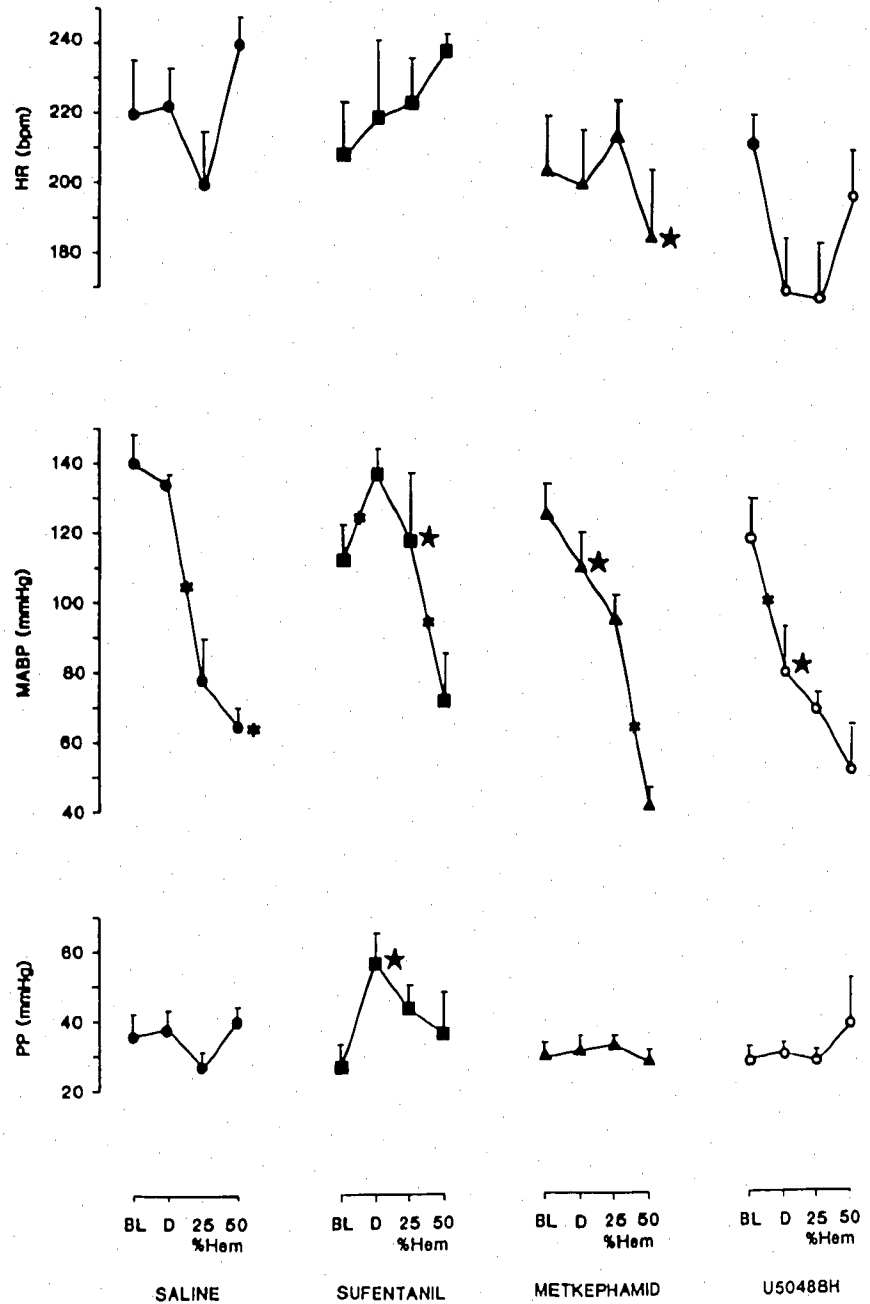 HR (bpm)
240
220
200
180
MABP (mmHg)
140
120
100
80
60
40
PP (mmHg)
60
40
20
BL D 25 50
%Hem
SALINE
BL D 25 50
%Hem
SUFENTANIL
BL D 25 50
%Hem
METKEPHAMID
BL D 25 50
%Hem
U50488H